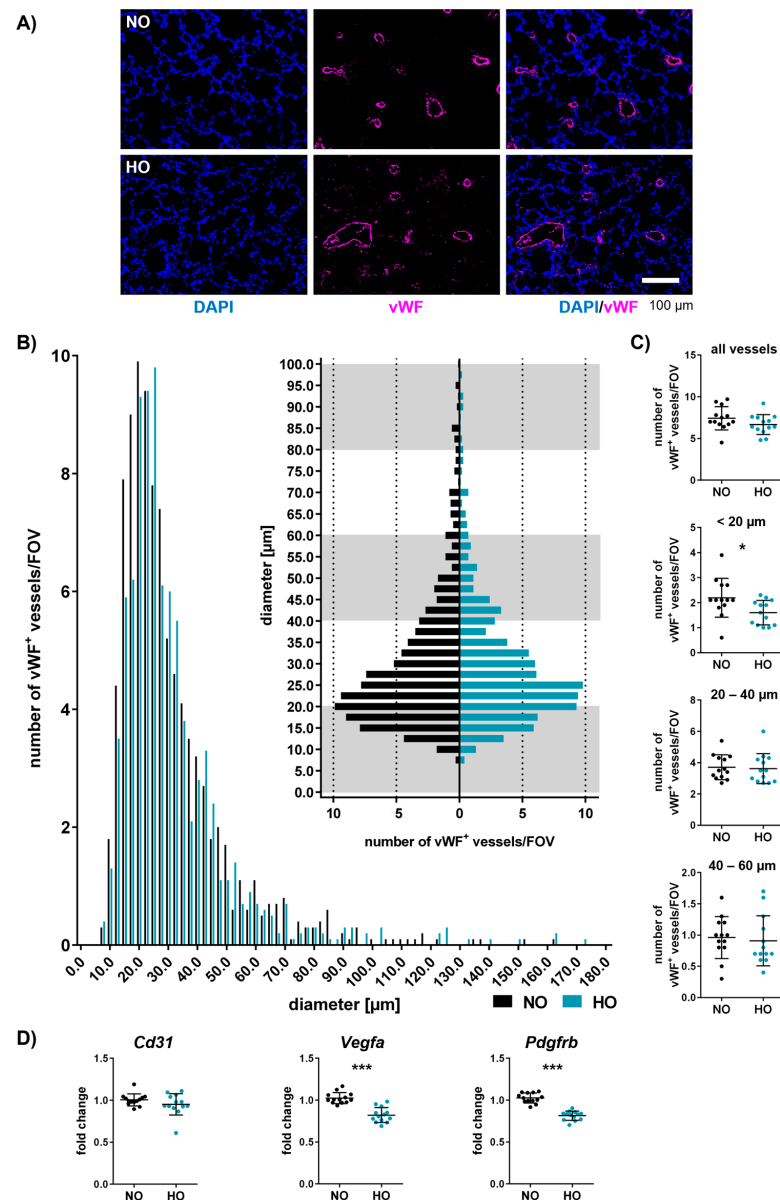 A)
NO
HO
DAPI
vWF
DAPI/vWF
100 µm
B)
number of vWF⁺ vessels/FOV
10
8
6
4
2
0
0.0 10.0 20.0 30.0 40.0 50.0 60.0 70.0 80.0 90.0 100.0 110.0 120.0 130.0 140.0 150.0 160.0 170.0 180.0
diameter [µm]
NO HO
diameter [µm]
100.0
95.0
90.0
85.0
80.0
75.0
70.0
65.0
60.0
55.0
50.0
45.0
40.0
35.0
30.0
25.0
20.0
15.0
10.0
5.0
0.0
10 5 0 5 10
number of vWF⁺ vessels/FOV
C)
all vessels
number of
vWF⁺ vessels/FOV
15
10
5
0
NO HO
< 20 µm
*
number of
vWF⁺ vessels/FOV
5
4
3
2
1
0
NO HO
20 – 40 µm
number of
vWF⁺ vessels/FOV
8
6
4
2
0
NO HO
40 – 60 µm
number of
vWF⁺ vessels/FOV
2.0
1.5
1.0
0.5
0.0
NO HO
D)
Cd31
fold change
1.5
1.0
0.5
0.0
NO HO
Vegfa
***
fold change
1.5
1.0
0.5
0.0
NO HO
Pdgfrb
***
fold change
1.5
1.0
0.5
0.0
NO HO